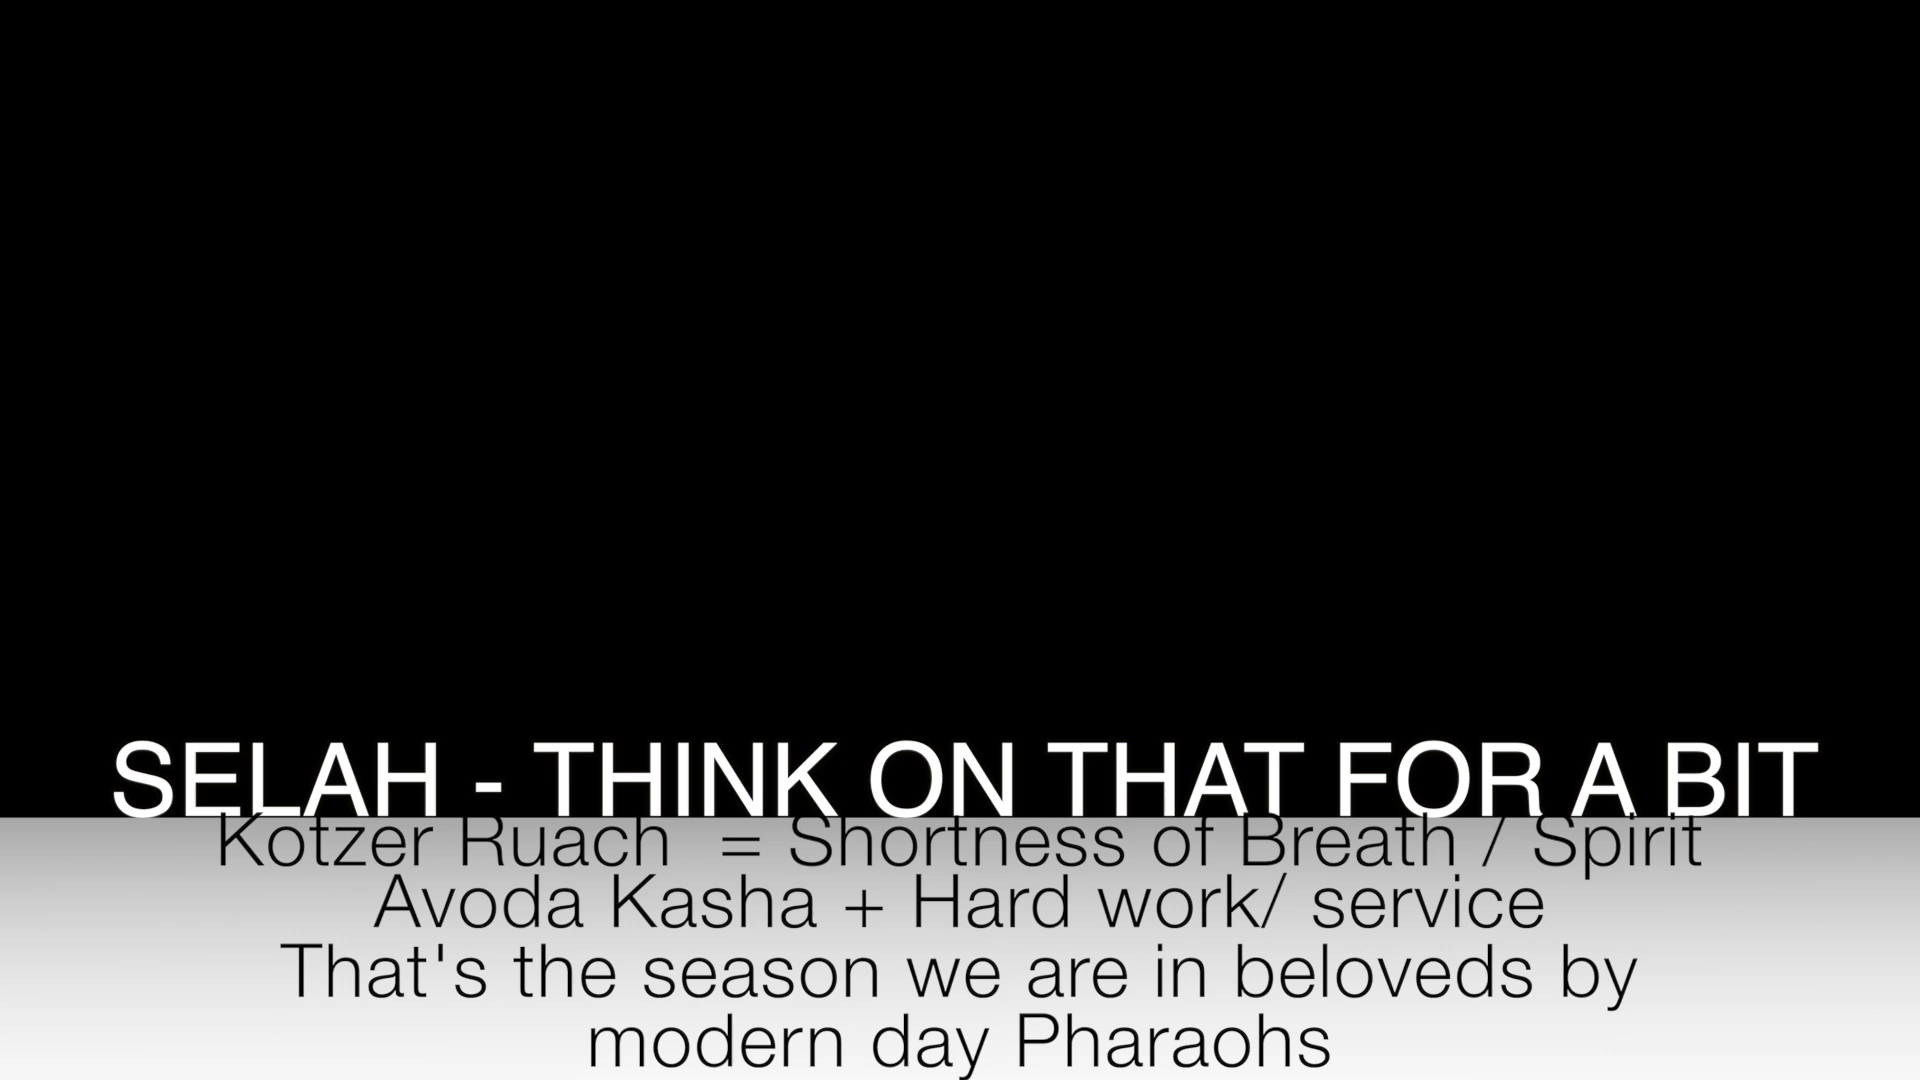 SELAH - THINK ON THAT FOR A BIT
Kotzer Ruach = Shortness of Breath / Spirit
Avoda Kasha + Hard work/ service
That's the season we are in beloveds by
modern day Pharaohs